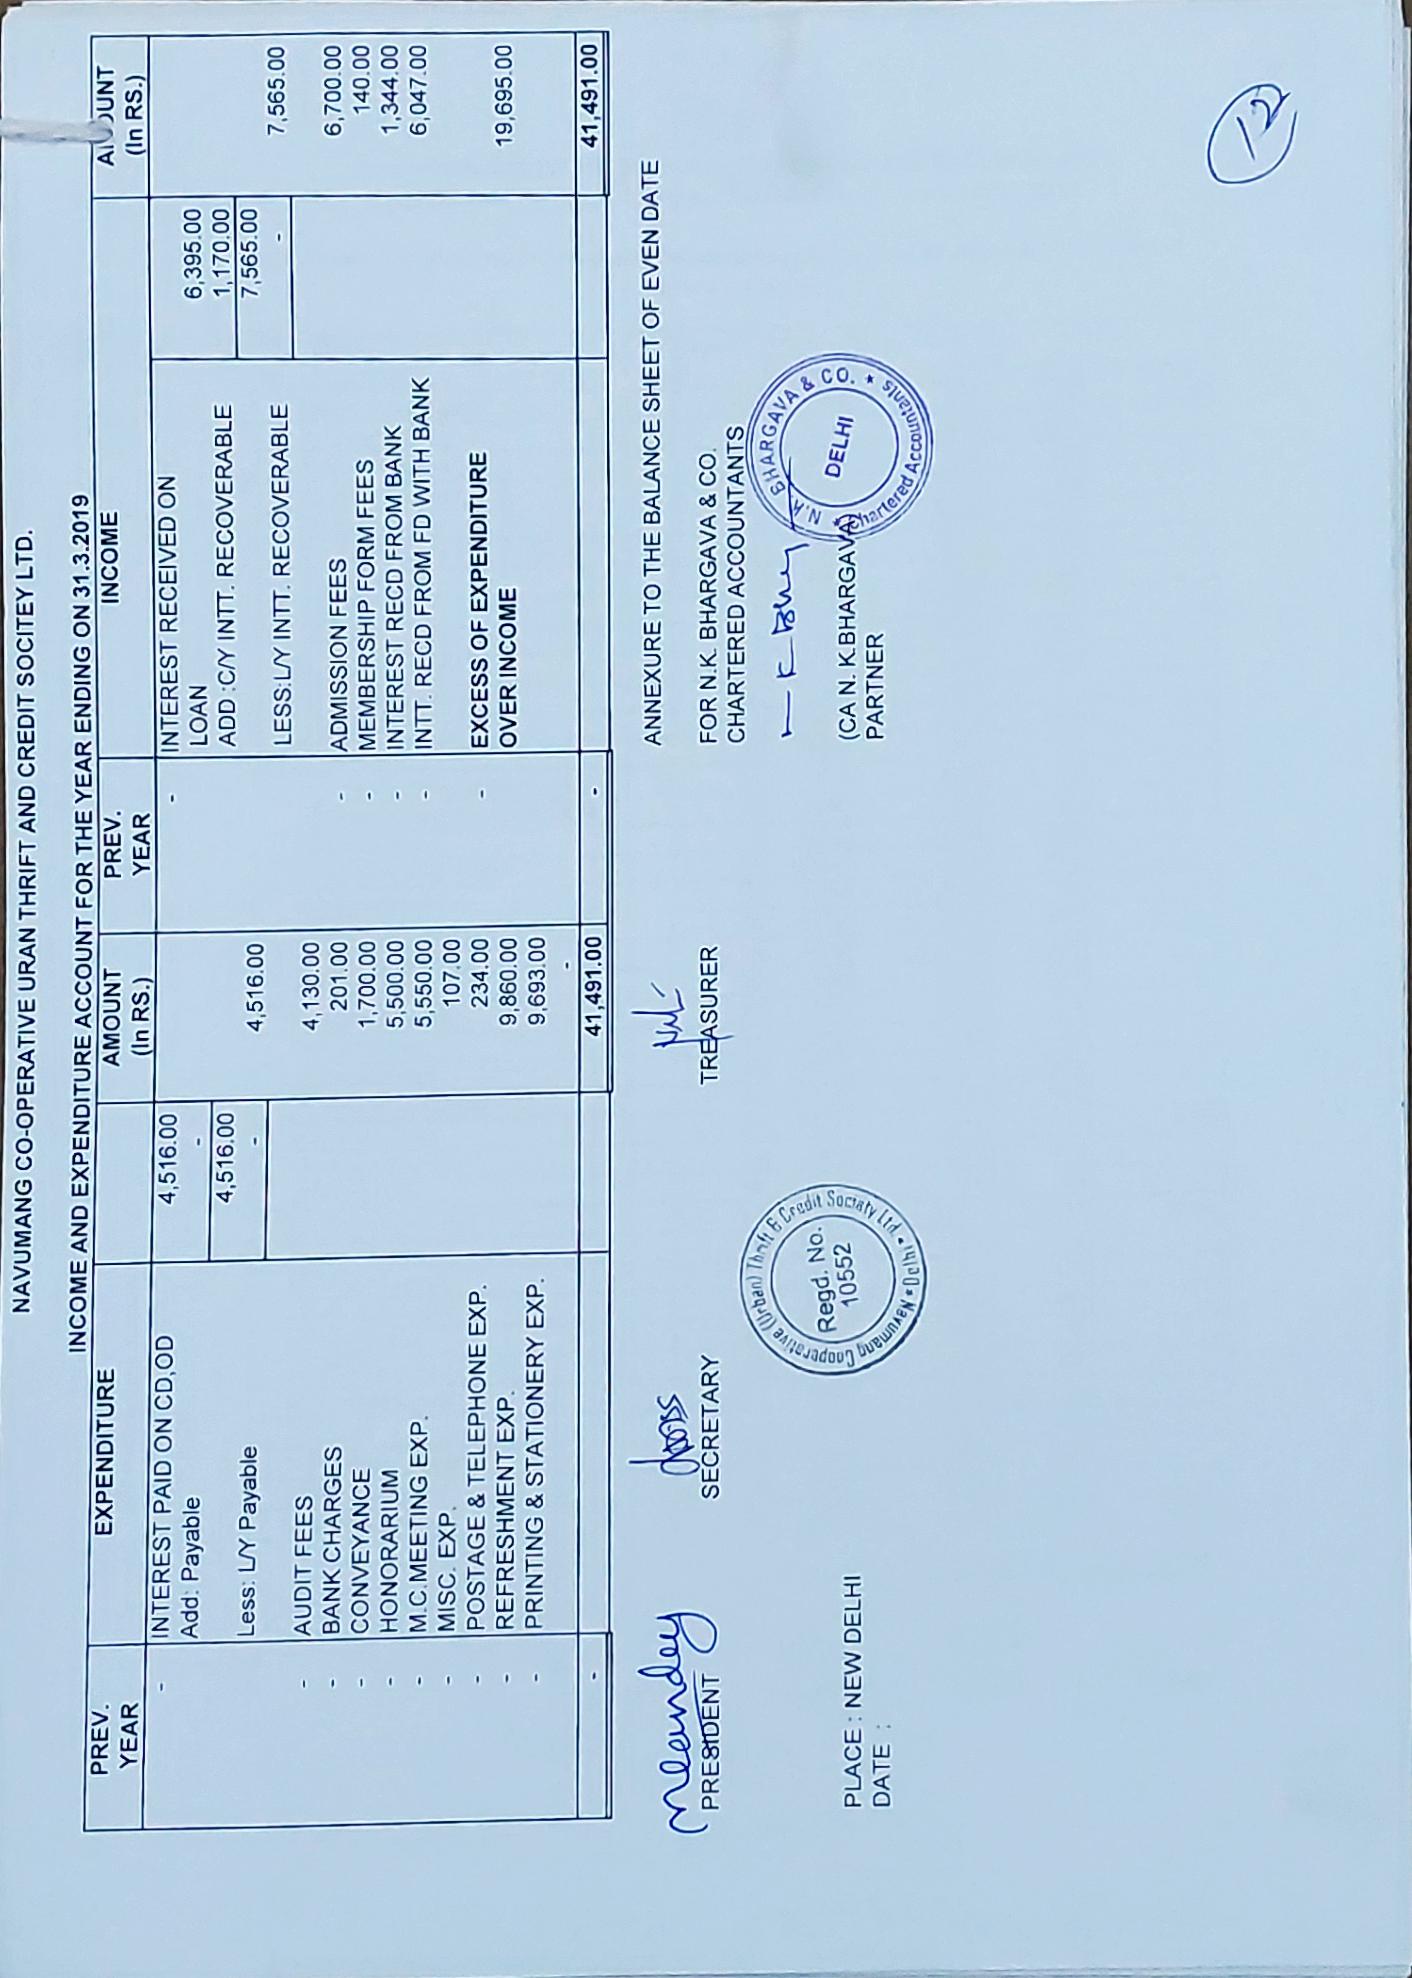 NAVUMANG CO-OPERATIVE URAN THRIFT AND CREDIT SOCITEY LTD.
INCOME AND EXPENDITURE ACCOUNT FOR THE YEAR ENDING ON 31.3.2019
PREV. YEAR EXPENDITURE AMOUNT (In RS.) PREV. YEAR INCOME (In RS.)
- INTEREST PAID ON CD,OD 4,516.00 - INTEREST RECEIVED ON
Add: Payable - LOAN 6,395.00
4,516.00 ADD :C/Y INTT. RECOVERABLE 1,170.00
Less: L/Y Payable - 4,516.00 7,565.00
LESS:L/Y INTT. RECOVERABLE - 7,565.00
- AUDIT FEES 4,130.00
- BANK CHARGES 201.00 - ADMISSION FEES 6,700.00
- CONVEYANCE 1,700.00 - MEMBERSHIP FORM FEES 140.00
- HONORARIUM 5,500.00 - INTEREST RECD FROM BANK 1,344.00
- M.C.MEETING EXP. 5,550.00 - INTT. RECD FROM FD WITH BANK 6,047.00
- MISC. EXP. 107.00
- POSTAGE & TELEPHONE EXP. 234.00 - EXCESS OF EXPENDITURE
- REFRESHMENT EXP. 9,860.00 OVER INCOME 19,695.00
- PRINTING & STATIONERY EXP. 9,693.00
-
- 41,491.00 - 41,491.00
ANNEXURE TO THE BALANCE SHEET OF EVEN DATE
PRESIDENT SECRETARY TREASURER FOR N.K. BHARGAVA & CO.
CHARTERED ACCOUNTANTS
N.K. BHARGAVA & CO. * Chartered Accountants *
DELHI
Navumang Cooperative (Urban) Thrift & Credit Society Ltd. * Delhi *
Regd. No.
10552
PLACE : NEW DELHI (CA N. K.BHARGAVA)
DATE : PARTNER
122